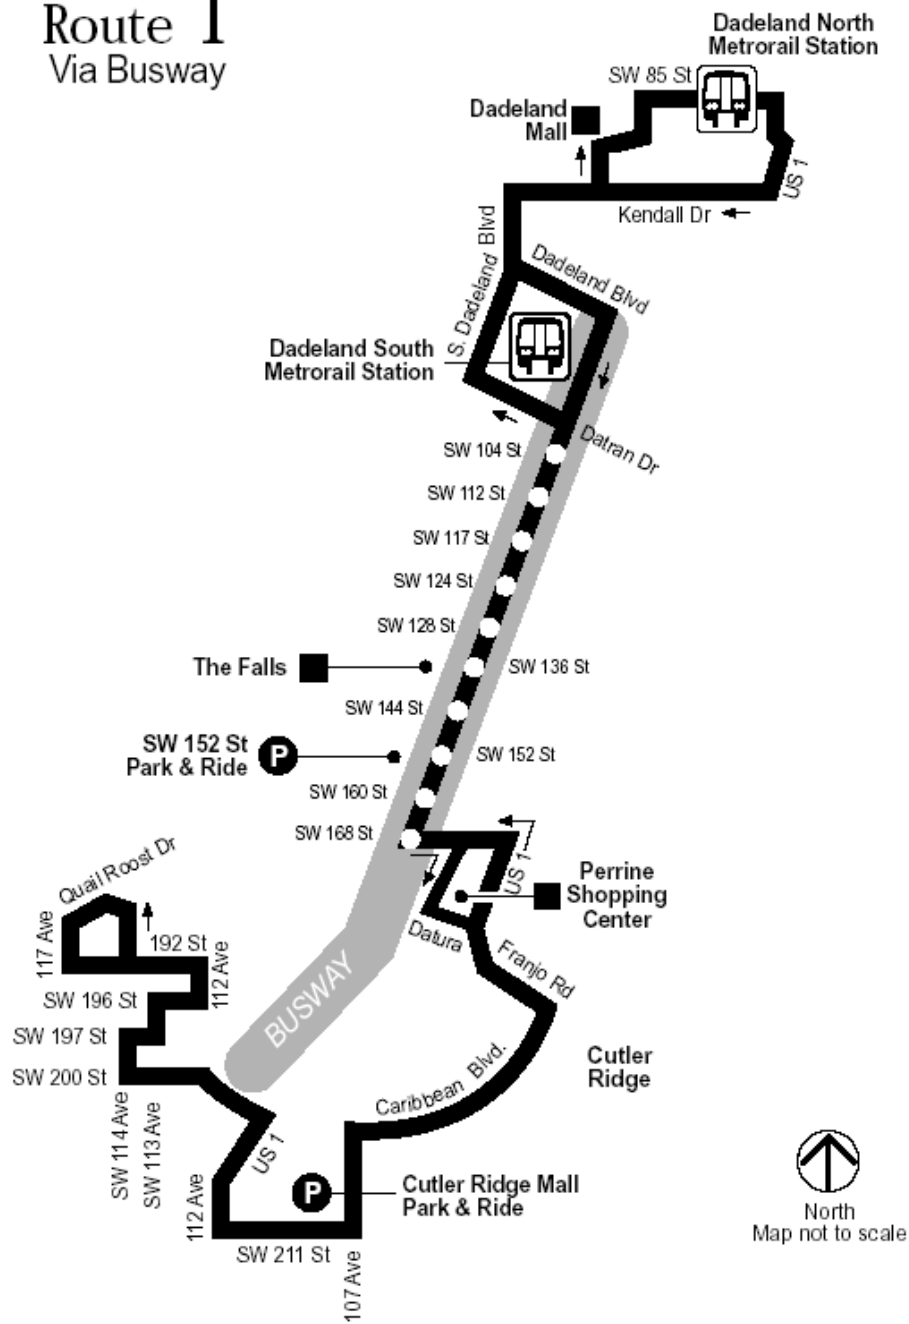 Route 1
Via Busway
Dadeland North
Metrorail Station
SW 85 St
Dadeland
Mall
US 1
Kendall Dr
S. Dadeland Blvd
Dadeland Blvd
Dadeland South
Metrorail Station
Datran Dr
SW 104 St
SW 112 St
SW 117 St
SW 124 St
SW 128 St
The Falls
SW 136 St
SW 144 St
SW 152 St
Park & Ride
P
SW 152 St
SW 160 St
SW 168 St
US 1
Perrine
Shopping
Center
Datura
Franjo Rd
Quail Roost Dr
117 Ave
192 St
112 Ave
SW 196 St
SW 197 St
SW 200 St
BUSWAY
Cutler
Ridge
Caribbean Blvd.
SW 114 Ave
SW 113 Ave
US 1
112 Ave
P
Cutler Ridge Mall
Park & Ride
SW 211 St
107 Ave
North
Map not to scale